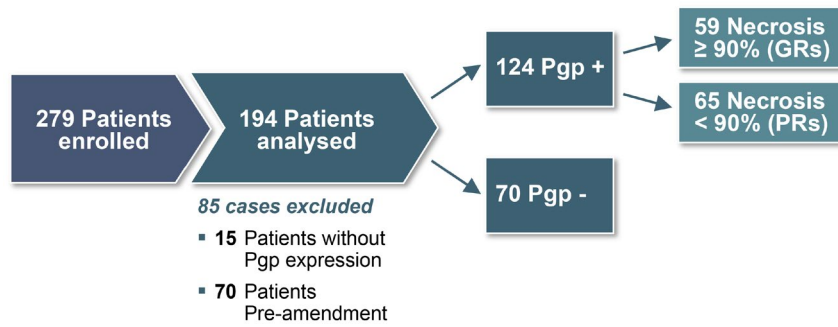 279 Patients
enrolled
194 Patients
analysed
85 cases excluded
▪ 15 Patients without
Pgp expression
▪ 70 Patients
Pre-amendment
124 Pgp +
70 Pgp -
59 Necrosis
≥ 90% (GRs)
65 Necrosis
< 90% (PRs)